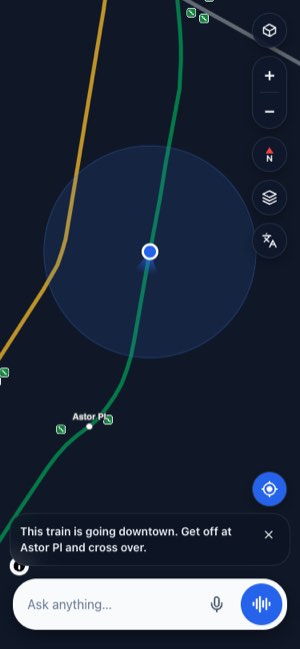 N
Astor Pl
This train is going downtown. Get off at
Astor Pl and cross over.
Ask anything...